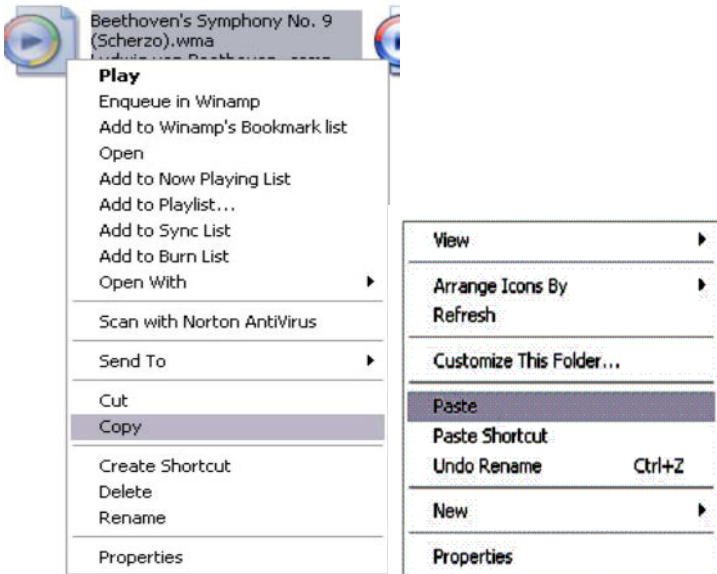 Beethoven's Symphony No. 9
(Scherzo).wma
Play
Enqueue in Winamp
Add to Winamp's Bookmark list
Open
Add to Now Playing List
Add to Playlist...
Add to Sync List
Add to Burn List
Open With
Scan with Norton AntiVirus
Send To
Cut
Copy
Create Shortcut
Delete
Rename
Properties
View
Arrange Icons By
Refresh
Customize This Folder...
Paste
Paste Shortcut
Undo Rename Ctrl+Z
New
Properties